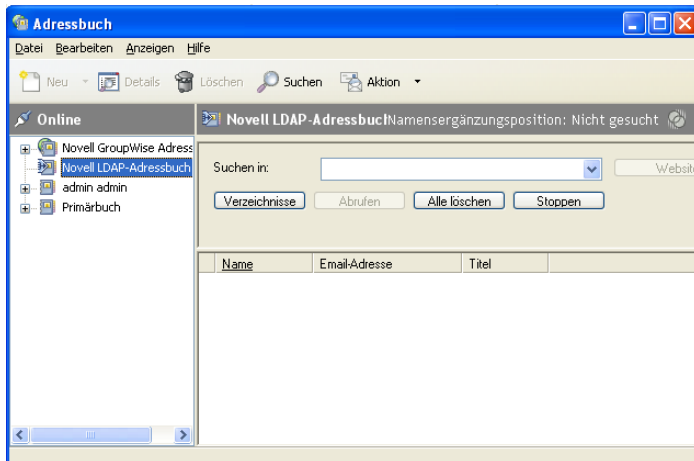 Adressbuch
Datei Bearbeiten Anzeigen Hilfe
Neu Details Löschen Suchen Aktion
Online
Novell LDAP-Adressbuch Namensergänzungsposition: Nicht gesucht
Novell GroupWise Adress
Novell LDAP-Adressbuch
admin admin
Primärbuch
Suchen in:
Websit
Verzeichnisse Abrufen Alle löschen Stoppen
Name Email-Adresse Titel